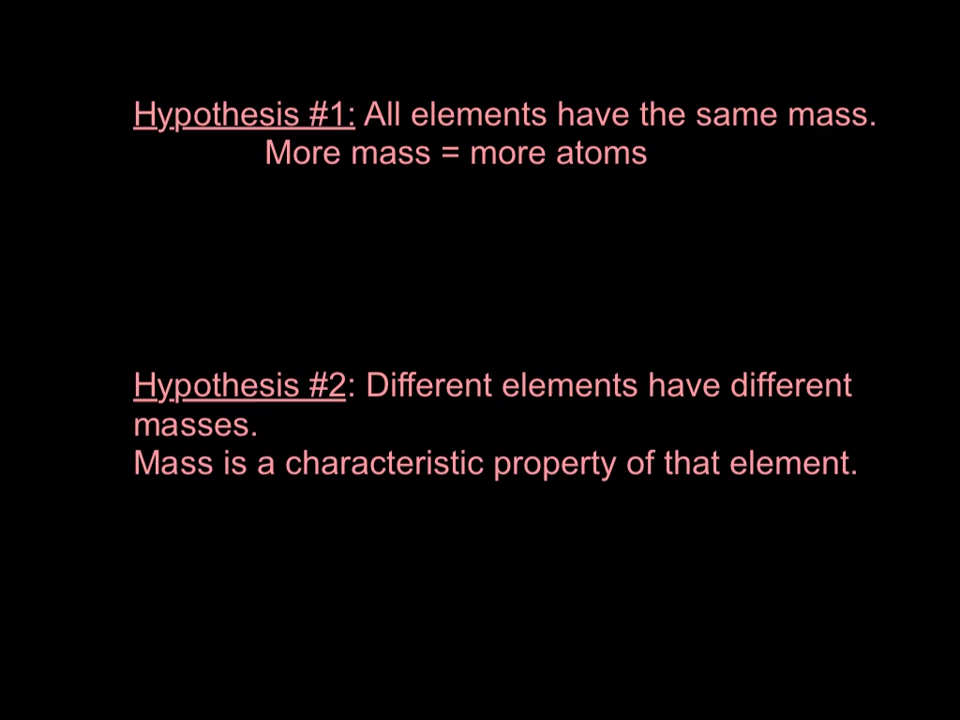 Hypothesis #1: All elements have the same mass.
More mass = more atoms
Hypothesis #2: Different elements have different
masses.
Mass is a characteristic property of that element.